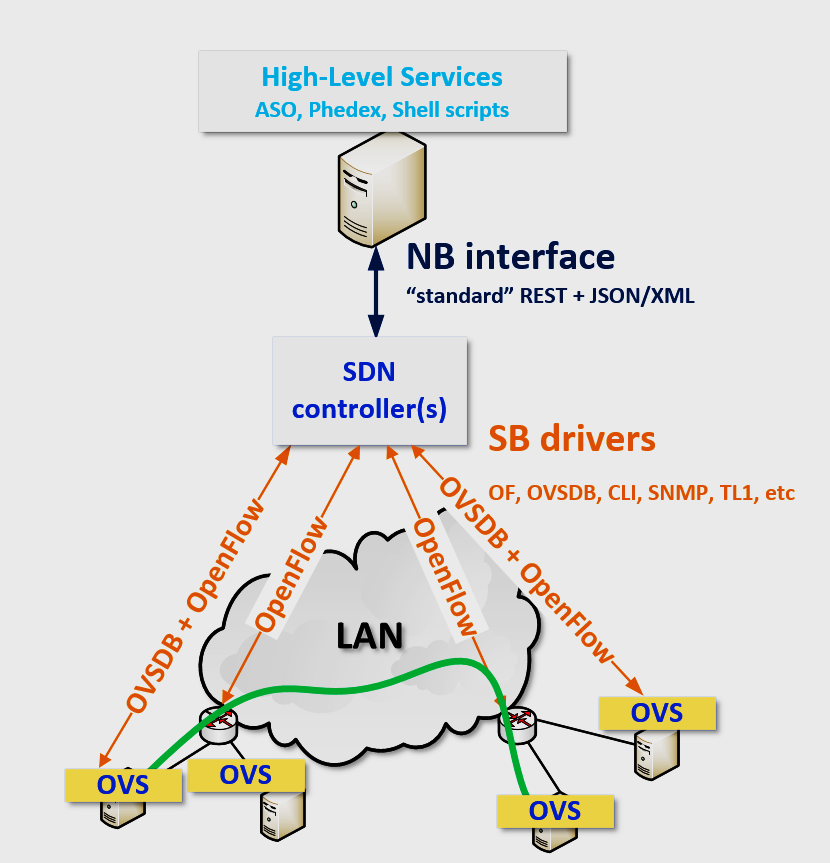 High-Level Services
ASO, Phedex, Shell scripts
NB interface
“standard” REST + JSON/XML
SDN
controller(s)
SB drivers
OF, OVSDB, CLI, SNMP, TL1, etc
OVSDB + OpenFlow
OpenFlow
OpenFlow
OVSDB + OpenFlow
LAN
OVS
OVS
OVS
OVS